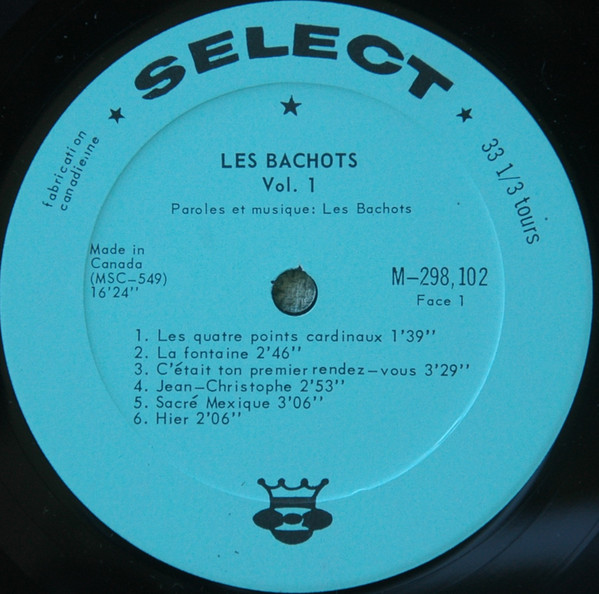 SELECT
fabrication
canadienne
33 1/3 tours
LES BACHOTS
Vol. 1
Paroles et musique: Les Bachots
Made in
Canada
(MSC-549)
16'24''
M-298,102
Face 1
1. Les quatre points cardinaux 1'39''
2. La fontaine 2'46''
3. C'était ton premier rendez-vous 3'29''
4. Jean-Christophe 2'53''
5. Sacré Mexique 3'06''
6. Hier 2'06''